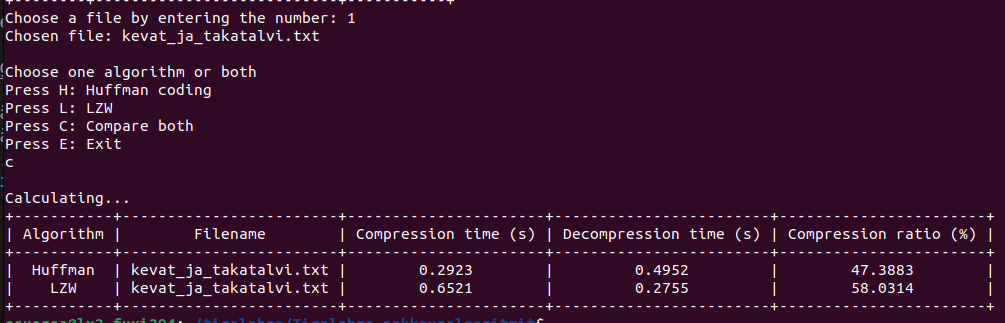 +---------+--------------------------+-----------+
Choose a file by entering the number: 1
Chosen file: kevat_ja_takatalvi.txt
Choose one algorithm or both
Press H: Huffman coding
Press L: LZW
Press C: Compare both
Press E: Exit
c
Calculating...
+-----------+------------------------+----------------------+------------------------+-----------------------+
| Algorithm |        Filename        | Compression time (s) | Decompression time (s) | Compression ratio (%) |
+-----------+------------------------+----------------------+------------------------+-----------------------+
|  Huffman  | kevat_ja_takatalvi.txt |        0.2923        |         0.4952         |        47.3883        |
|    LZW    | kevat_ja_takatalvi.txt |        0.6521        |         0.2755         |        58.0314        |
+-----------+------------------------+----------------------+------------------------+-----------------------+